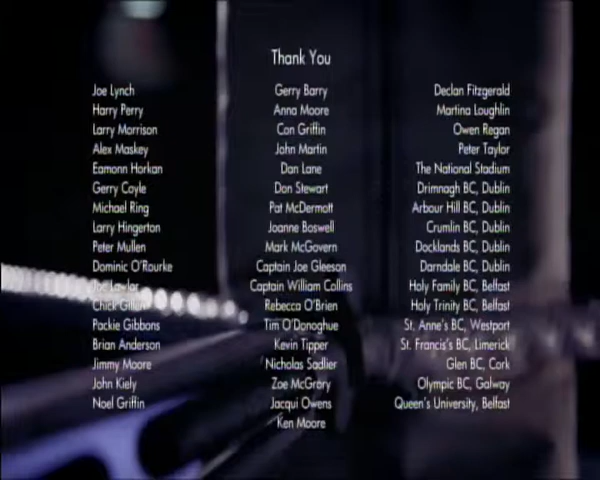 Thank You
Joe Lynch
Harry Perry
Larry Morrison
Alex Maskey
Eamonn Horkan
Gerry Coyle
Michael Ring
Larry Hingerton
Peter Mullen
Dominic O'Rourke
Joe Lawlor
Chick Gillen
Packie Gibbons
Brian Anderson
Jimmy Moore
John Kiely
Noel Griffin
Gerry Barry
Anna Moore
Con Griffin
John Martin
Dan Lane
Don Stewart
Pat McDermott
Joanne Boswell
Mark McGovern
Captain Joe Gleeson
Captain William Collins
Rebecca O'Brien
Tim O'Donoghue
Kevin Tipper
Nicholas Sadlier
Zoe McGrory
Jacqui Owens
Ken Moore
Declan Fitzgerald
Martina Loughlin
Owen Regan
Peter Taylor
The National Stadium
Drimnagh BC, Dublin
Arbour Hill BC, Dublin
Crumlin BC, Dublin
Docklands BC, Dublin
Darndale BC, Dublin
Holy Family BC, Belfast
Holy Trinity BC, Belfast
St. Anne's BC, Westport
St. Francis's BC, Limerick
Glen BC, Cork
Olympic BC, Galway
Queen's University, Belfast